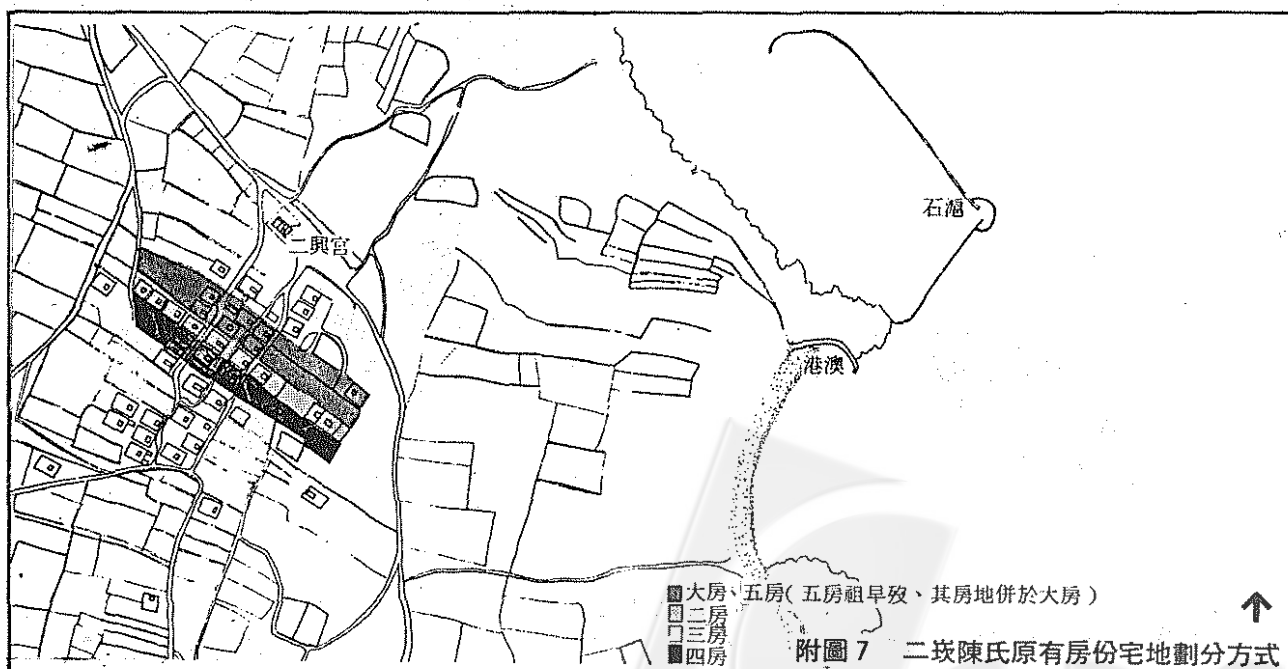 石滬
二興宮
港澳
大房、五房(五房祖早歿、其房地併於大房)
二房
三房
四房
附圖7 二崁陳氏原有房份宅地劃分方式